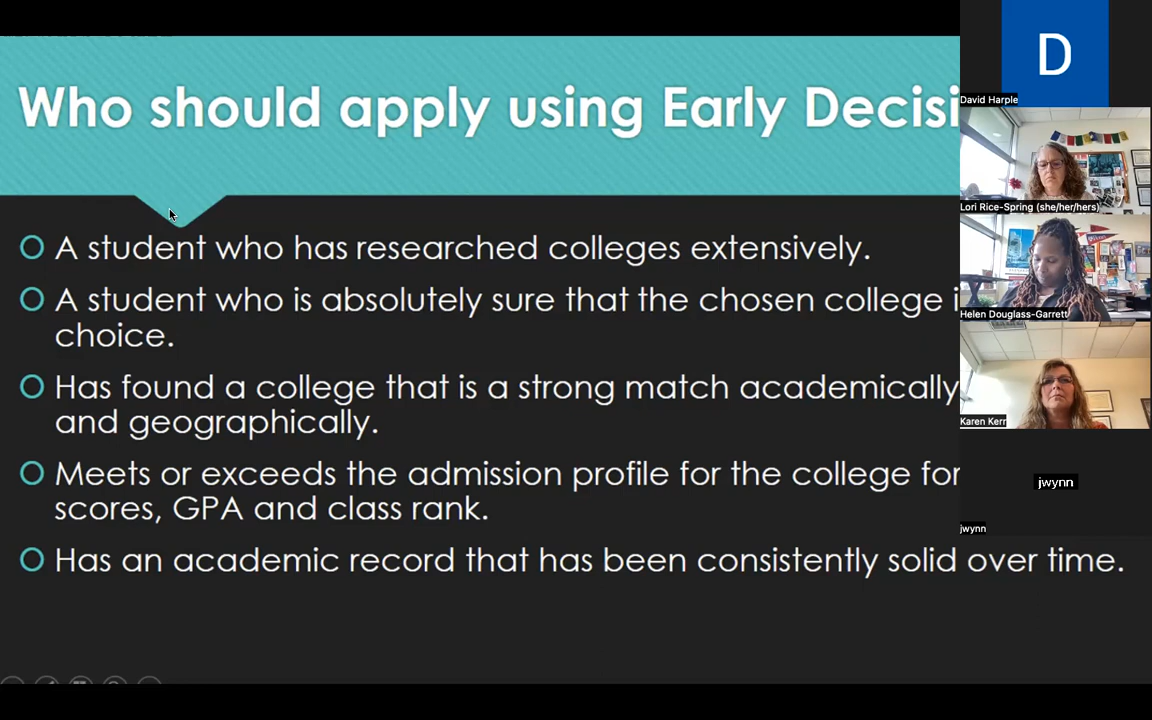 Who should apply using Early Decisi
A student who has researched colleges extensively.
A student who is absolutely sure that the chosen college i
choice.
Has found a college that is a strong match academically
and geographically.
Meets or exceeds the admission profile for the college for
scores, GPA and class rank.
Has an academic record that has been consistently solid over time.
D
David Harple
Lori Rice-Spring (she/her/hers)
Helen Douglass-Garrett
Karen Kerr
jwynn
jwynn